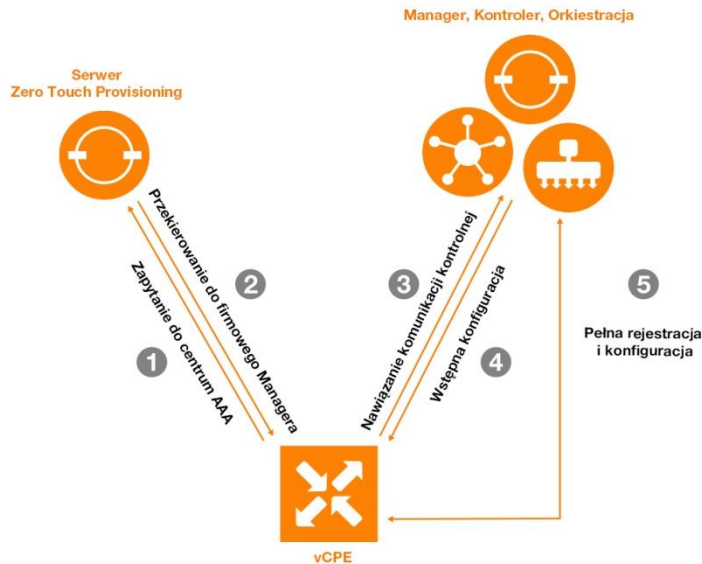 Manager, Kontroler, Orkiestracja
Serwer
Zero Touch Provisioning
Zapytanie do centrum AAA
1
Przekierowanie do firmowego Managera
2
Nawiązanie komunikacji kontrolnej
3
Wstępna konfiguracja
4
5
Pełna rejestracja
i konfiguracja
vCPE